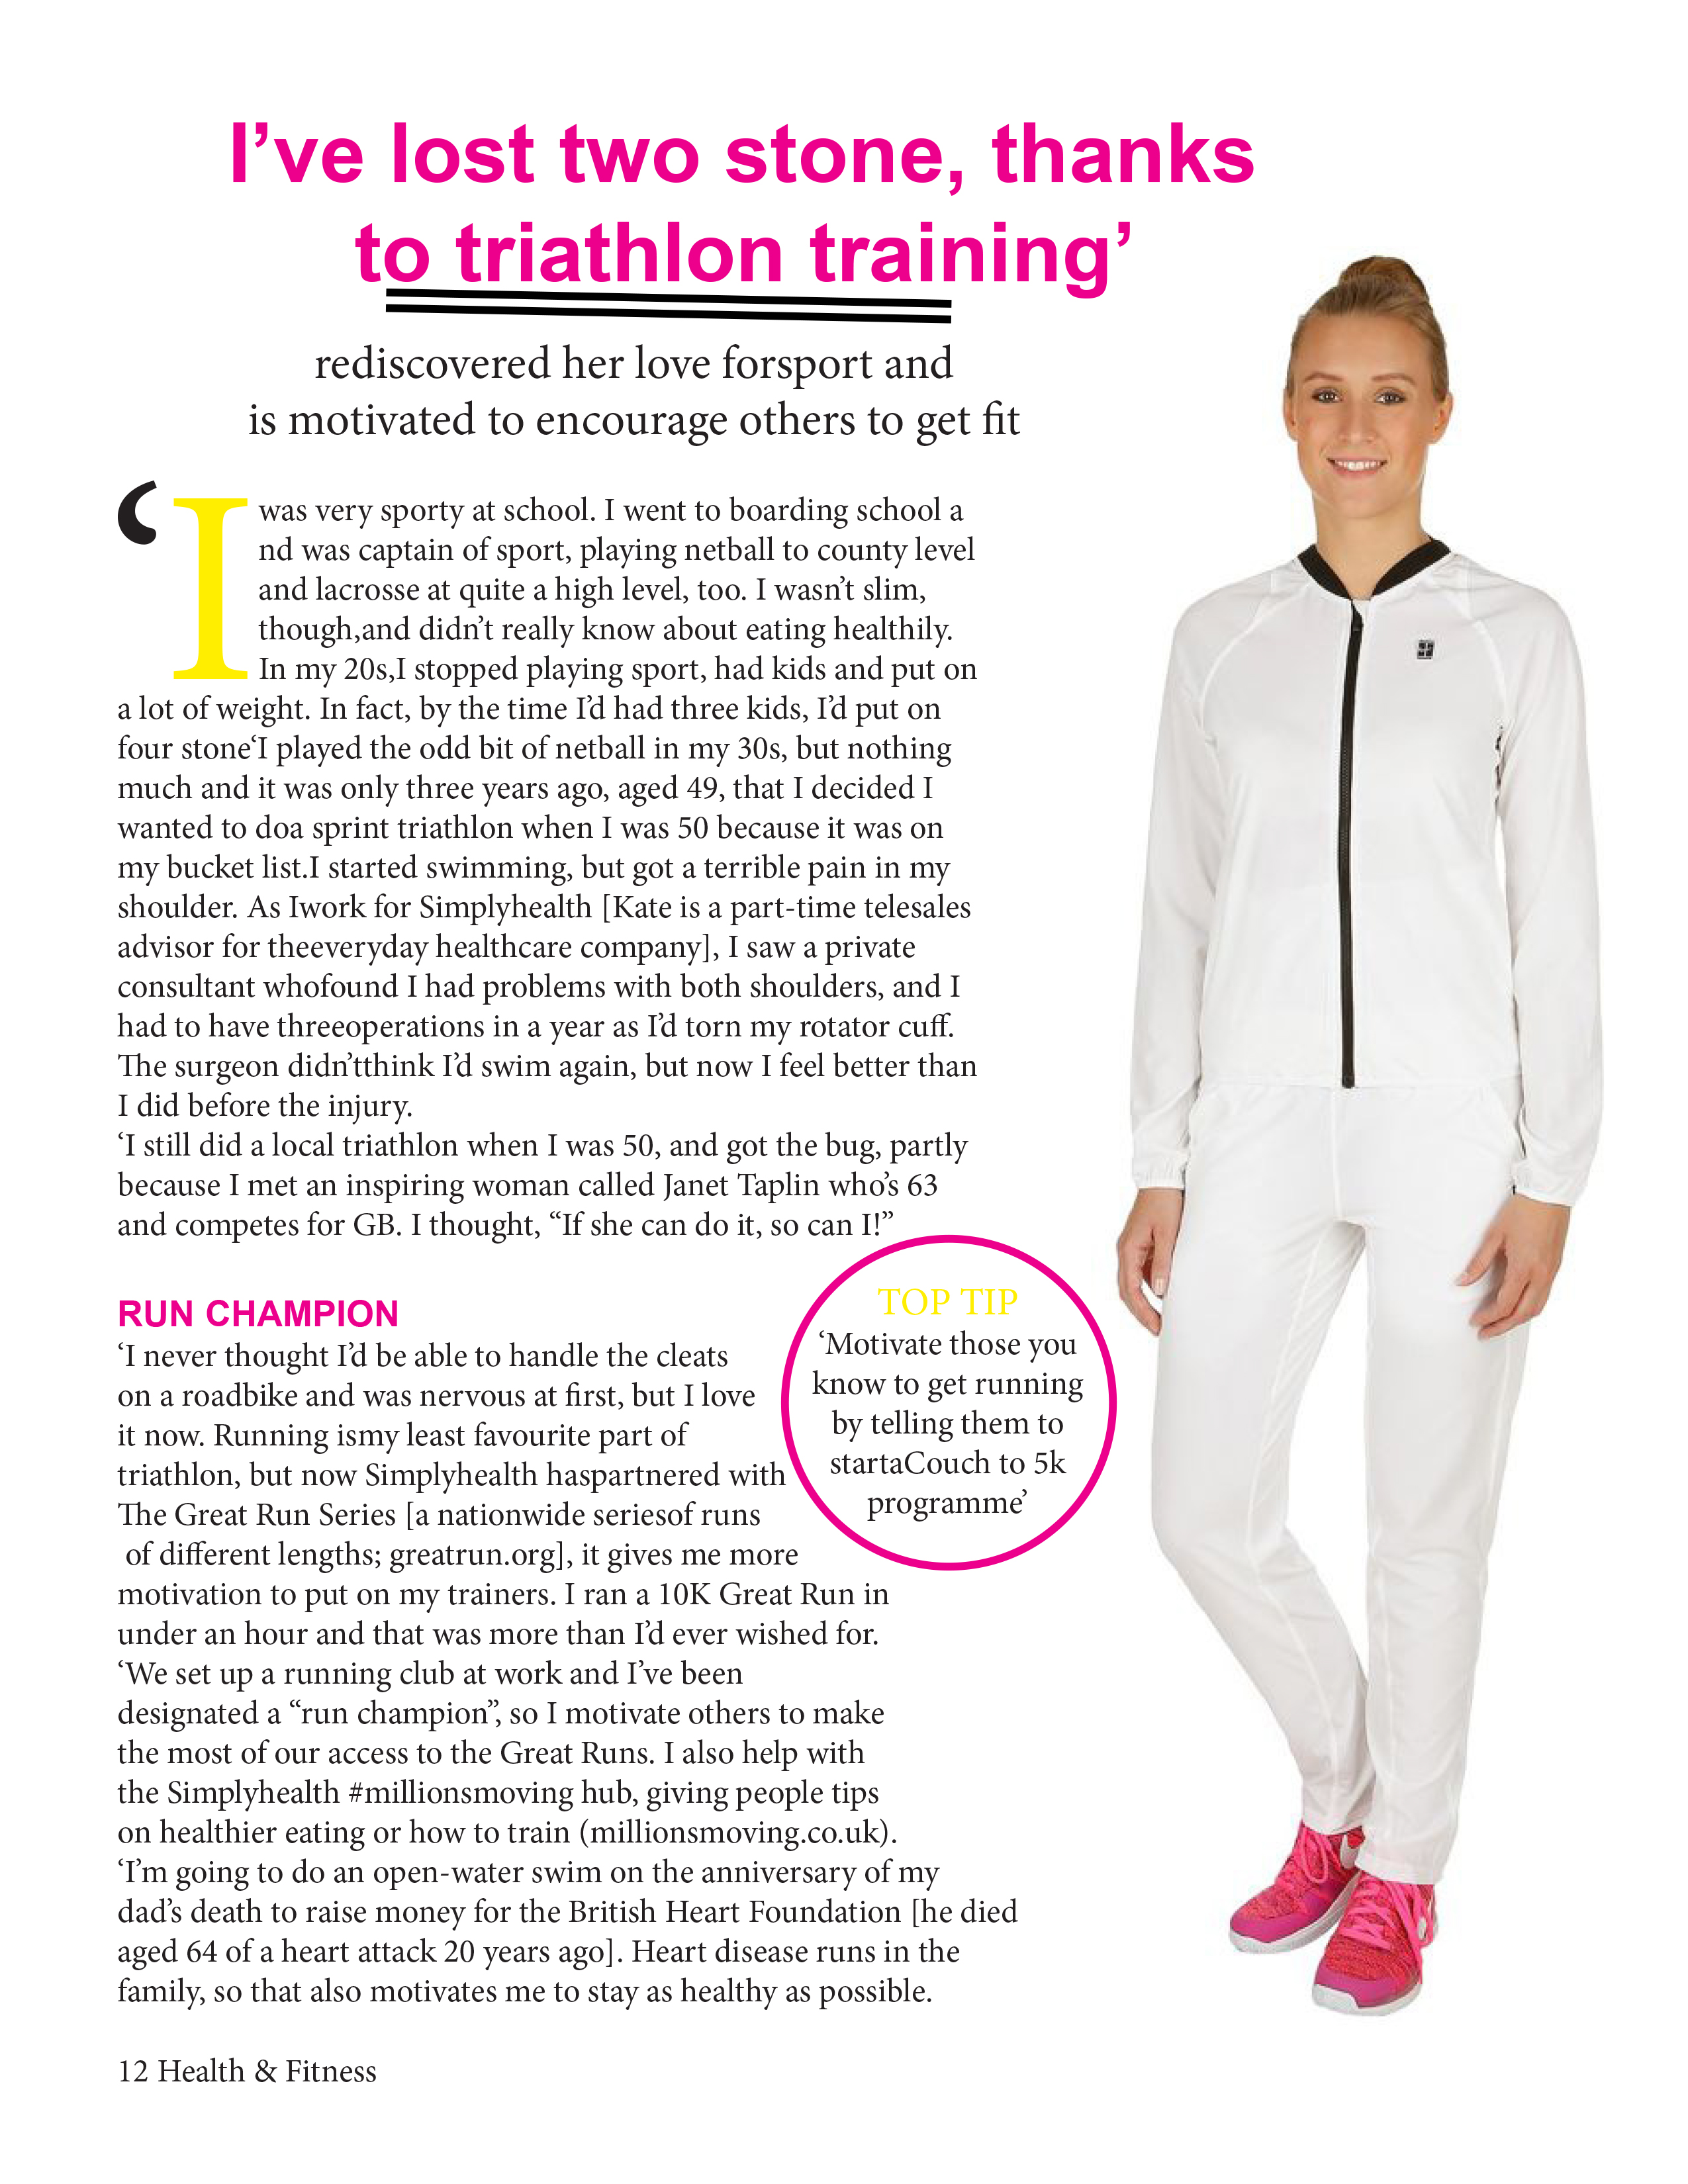 I’ve lost two stone, thanks
to triathlon training’
rediscovered her love forsport and
is motivated to encourage others to get fit
‘I was very sporty at school. I went to boarding school a
nd was captain of sport, playing netball to county level
and lacrosse at quite a high level, too. I wasn’t slim,
though,and didn’t really know about eating healthily.
In my 20s,I stopped playing sport, had kids and put on
a lot of weight. In fact, by the time I’d had three kids, I’d put on
four stone‘I played the odd bit of netball in my 30s, but nothing
much and it was only three years ago, aged 49, that I decided I
wanted to doa sprint triathlon when I was 50 because it was on
my bucket list.I started swimming, but got a terrible pain in my
shoulder. As Iwork for Simplyhealth [Kate is a part-time telesales
advisor for theeveryday healthcare company], I saw a private
consultant whofound I had problems with both shoulders, and I
had to have threeoperations in a year as I’d torn my rotator cuff.
The surgeon didn’tthink I’d swim again, but now I feel better than
I did before the injury.
‘I still did a local triathlon when I was 50, and got the bug, partly
because I met an inspiring woman called Janet Taplin who’s 63
and competes for GB. I thought, “If she can do it, so can I!”
RUN CHAMPION
‘I never thought I’d be able to handle the cleats
on a roadbike and was nervous at first, but I love
it now. Running ismy least favourite part of
triathlon, but now Simplyhealth haspartnered with
The Great Run Series [a nationwide seriesof runs
of different lengths; greatrun.org], it gives me more
motivation to put on my trainers. I ran a 10K Great Run in
under an hour and that was more than I’d ever wished for.
‘We set up a running club at work and I’ve been
designated a “run champion”, so I motivate others to make
the most of our access to the Great Runs. I also help with
the Simplyhealth #millionsmoving hub, giving people tips
on healthier eating or how to train (millionsmoving.co.uk).
‘I’m going to do an open-water swim on the anniversary of my
dad’s death to raise money for the British Heart Foundation [he died
aged 64 of a heart attack 20 years ago]. Heart disease runs in the
family, so that also motivates me to stay as healthy as possible.
TOP TIP
‘Motivate those you
know to get running
by telling them to
startaCouch to 5k
programme’
12 Health & Fitness